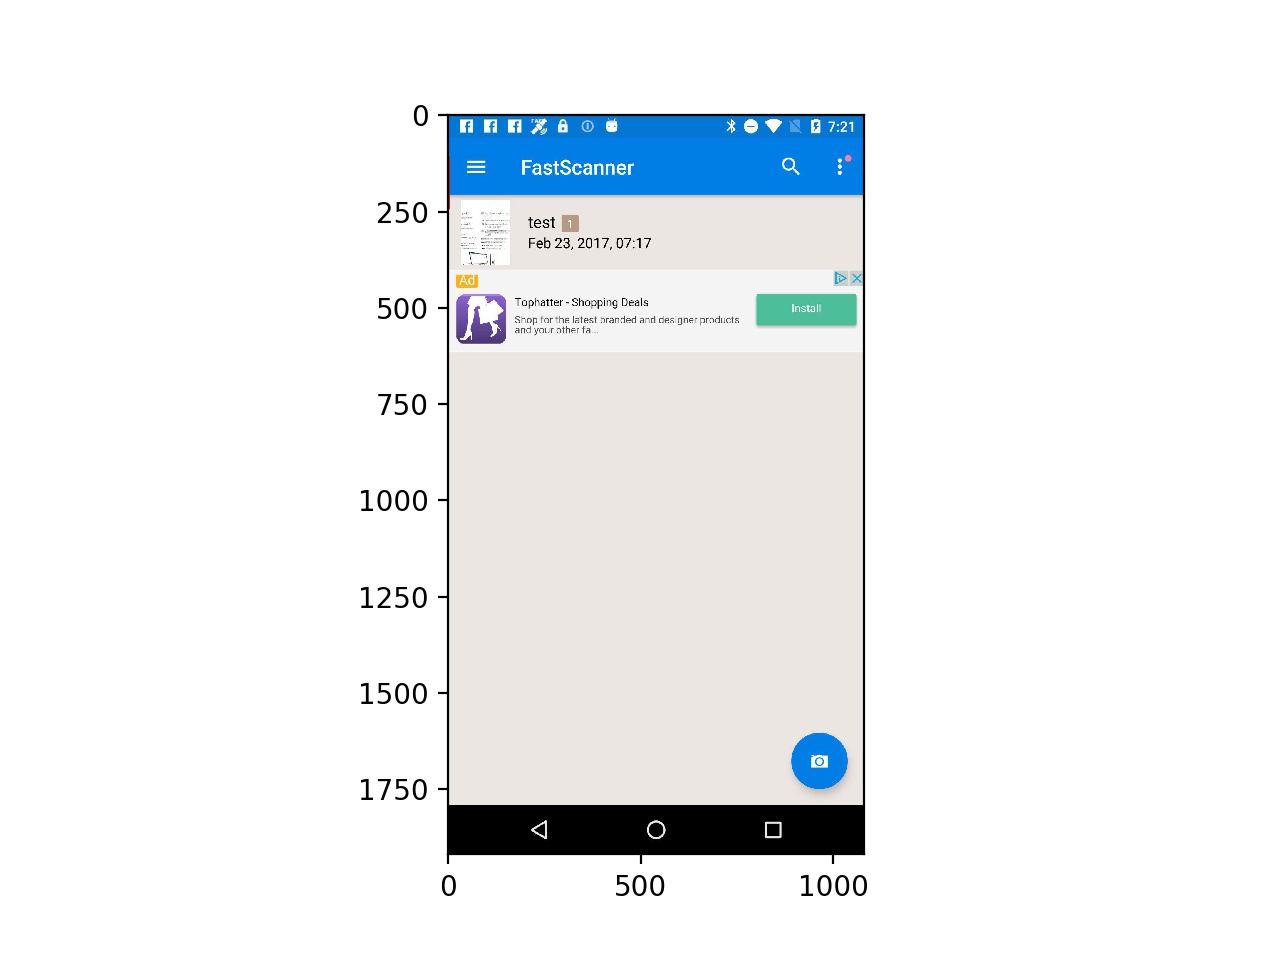 0
250
500
750
1000
1250
1500
1750
0
500
1000
7:21
FastScanner
test 1
Feb 23, 2017, 07:17
Ad
Tophatter - Shopping Deals
Shop for the latest branded and designer products
and your other fa...
Install